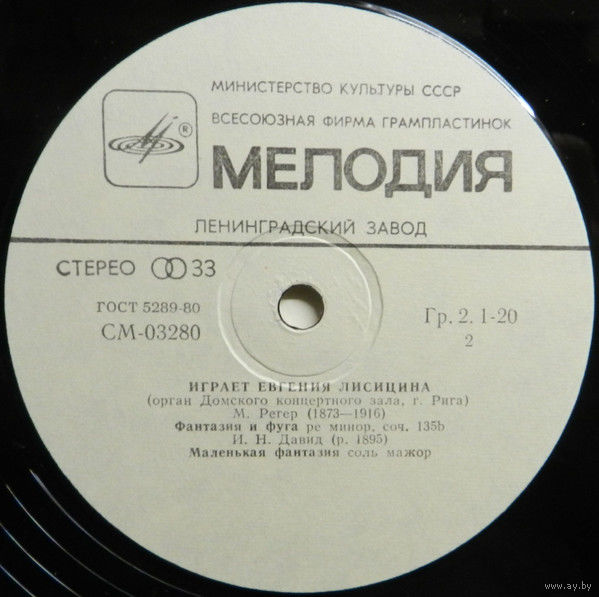 МИНИСТЕРСТВО КУЛЬТУРЫ СССР
ВСЕСОЮЗНАЯ ФИРМА ГРАМПЛАСТИНОК
®
МЕЛОДИЯ
ЛЕНИНГРАДСКИЙ ЗАВОД
СТЕРЕО 33
ГОСТ 5289-80
СМ-03280
Гр. 2. 1-20
2
ИГРАЕТ ЕВГЕНИЯ ЛИСИЦИНА
(орган Домского концертного зала, г. Рига)
М. Регер (1873—1916)
Фантазия и фуга ре минор, соч. 135b
И. Н. Давид (р. 1895)
Маленькая фантазия соль мажор
www.ay.by